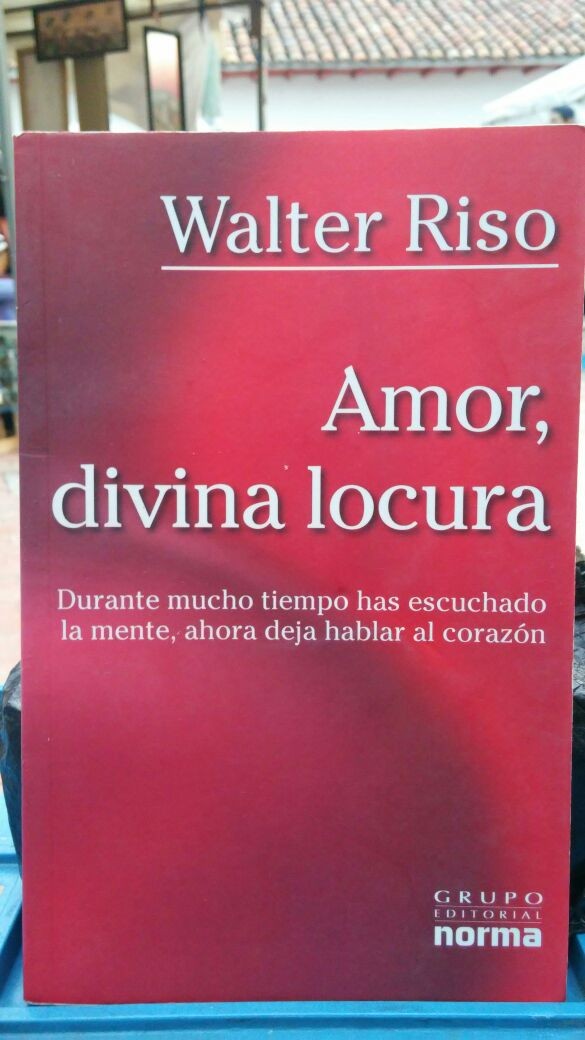 Walter Riso
Amor,
divina locura
Durante mucho tiempo has escuchado
la mente, ahora deja hablar al corazón
GRUPO
EDITORIAL
norma